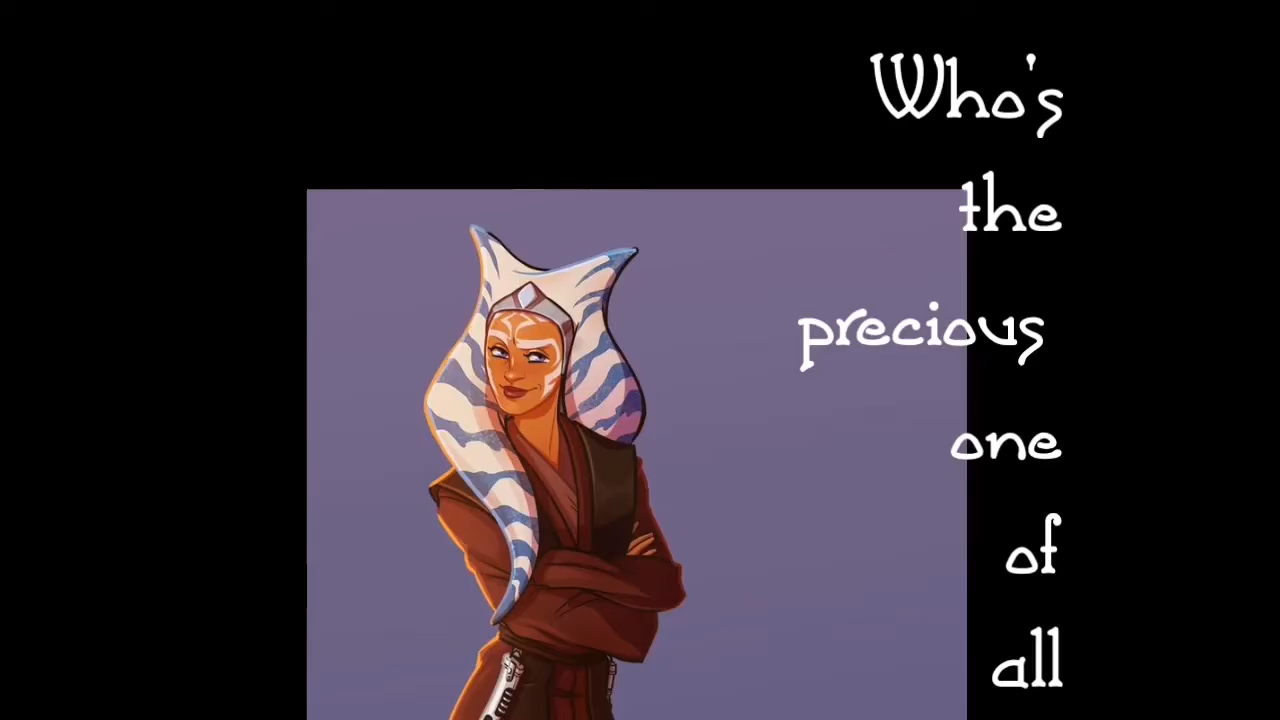 Who's
the
precious
one
of
all